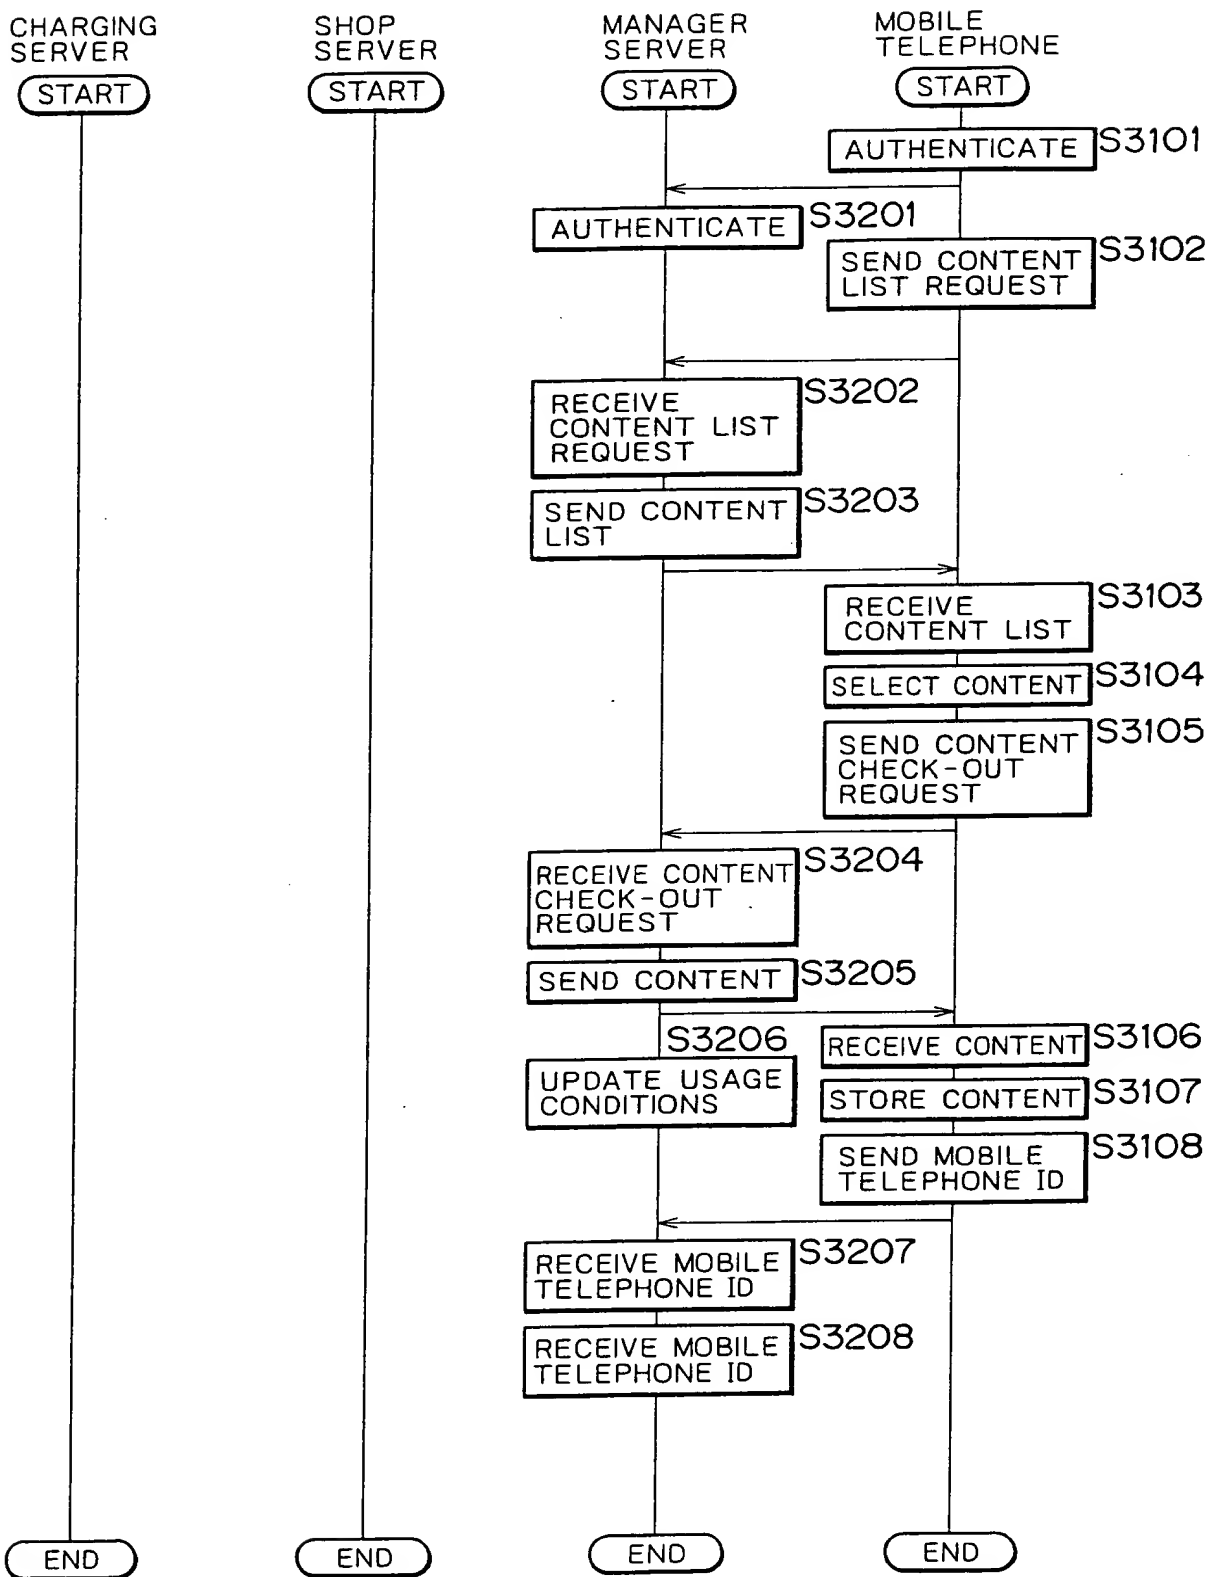 CHARGING
SERVER
SHOP
SERVER
MANAGER
SERVER
MOBILE
TELEPHONE
START
START
START
START
AUTHENTICATE
S3101
AUTHENTICATE
S3201
SEND CONTENT
LIST REQUEST
S3102
RECEIVE
CONTENT LIST
REQUEST
S3202
SEND CONTENT
LIST
S3203
RECEIVE
CONTENT LIST
S3103
SELECT CONTENT
S3104
SEND CONTENT
CHECK-OUT
REQUEST
S3105
RECEIVE CONTENT
CHECK-OUT
REQUEST
S3204
SEND CONTENT
S3205
S3206
UPDATE USAGE
CONDITIONS
RECEIVE CONTENT
S3106
STORE CONTENT
S3107
SEND MOBILE
TELEPHONE ID
S3108
RECEIVE MOBILE
TELEPHONE ID
S3207
RECEIVE MOBILE
TELEPHONE ID
S3208
END
END
END
END